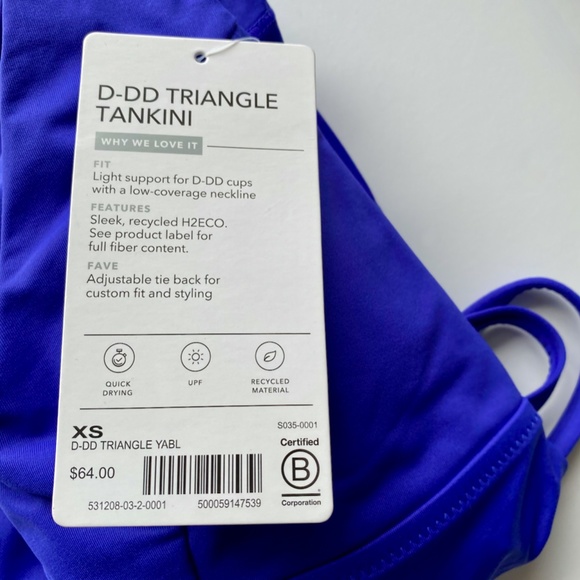 D-DD TRIANGLE
TANKINI
WHY WE LOVE IT
FIT
Light support for D-DD cups
with a low-coverage neckline
FEATURES
Sleek, recycled H2ECO.
See product label for
full fiber content.
FAVE
Adjustable tie back for
custom fit and styling
QUICK
DRYING
UPF
RECYCLED
MATERIAL
XS
S035-0001
D-DD TRIANGLE YABL
$64.00
Certified
B
Corporation
531208-03-2-0001
500059147539